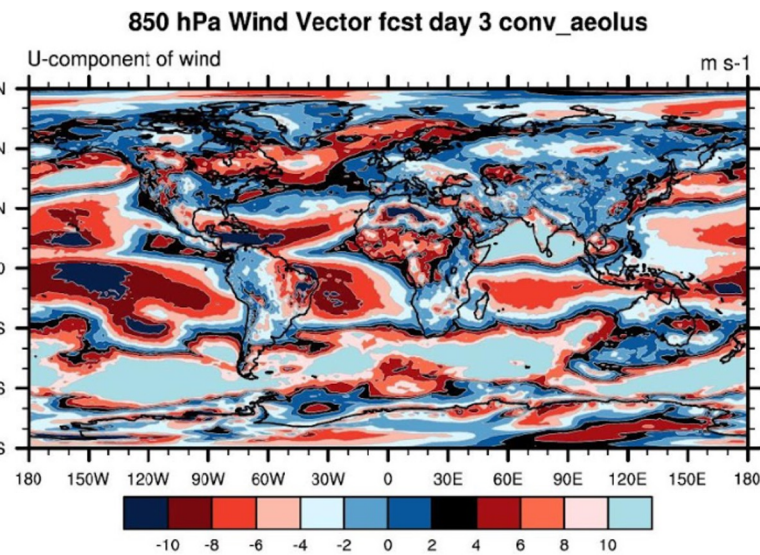 850 hPa Wind Vector fcst day 3 conv_aeolus
U-component of wind
m s-1
N
N
N
0
S
S
S
180 150W 120W 90W 60W 30W 0 30E 60E 90E 120E 150E 180
-10 -8 -6 -4 -2 0 2 4 6 8 10